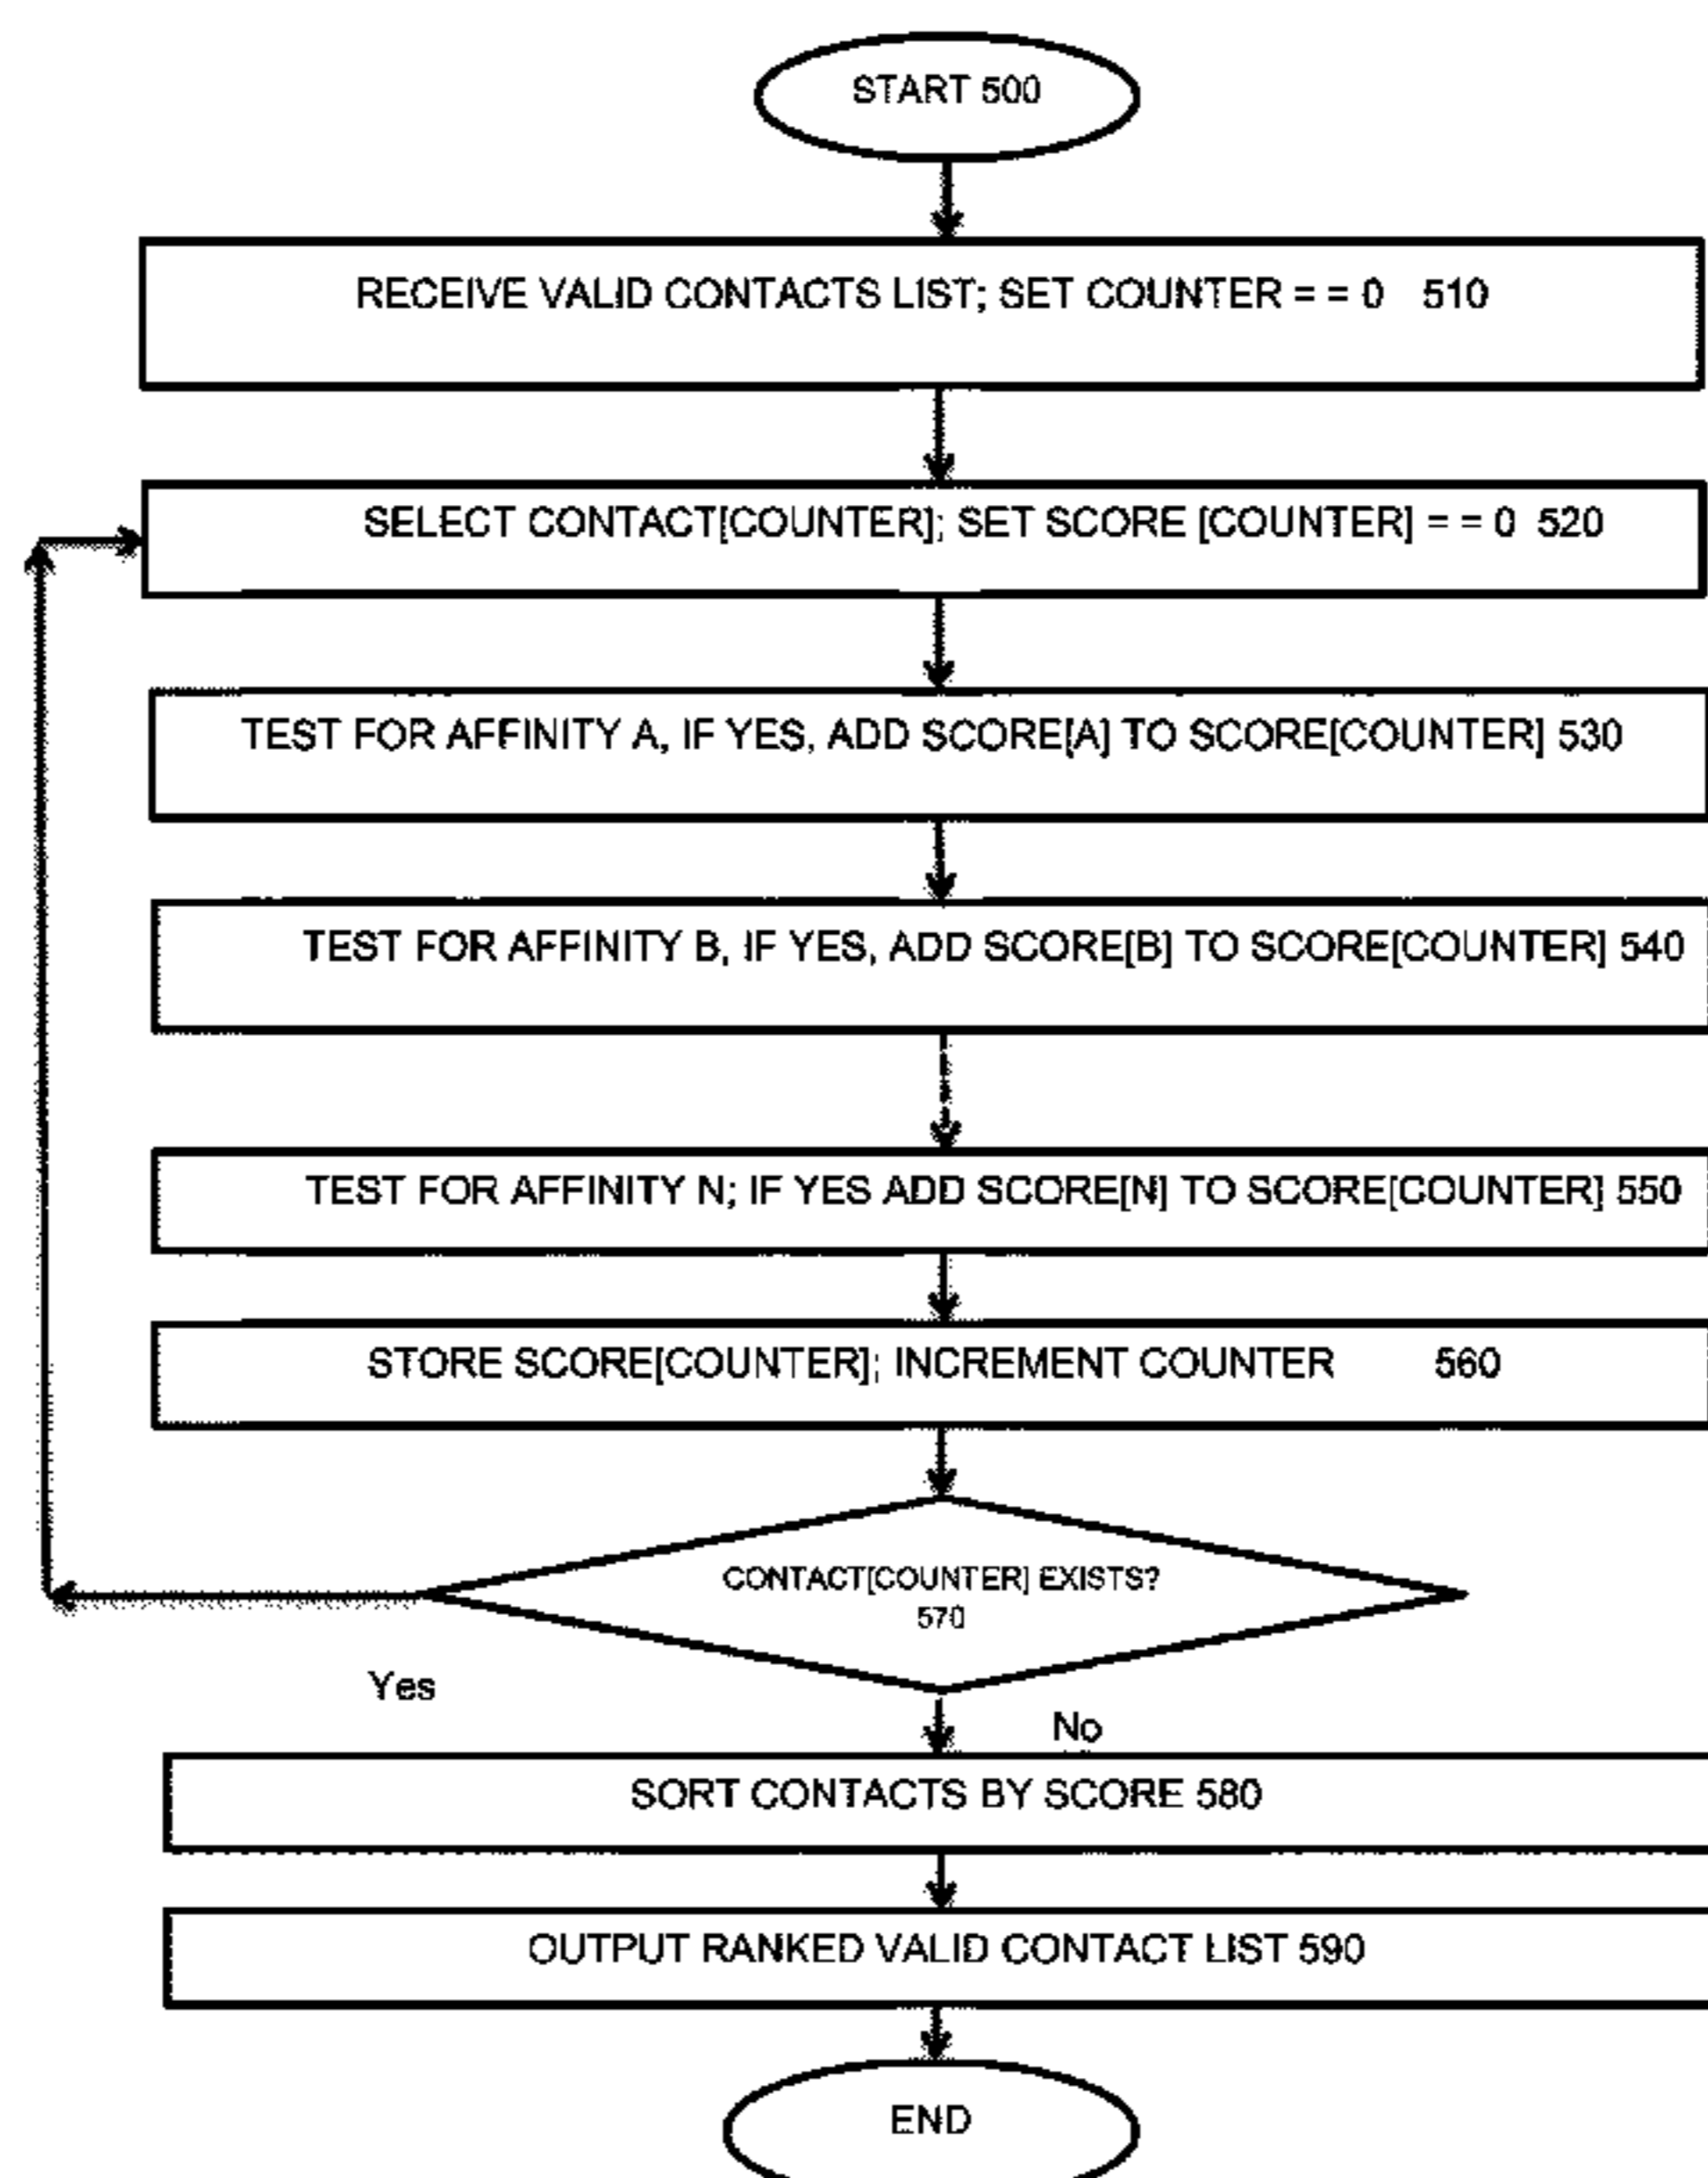 START 500
RECEIVE VALID CONTACTS LIST; SET COUNTER = = 0 510
SELECT CONTACT[COUNTER]; SET SCORE [COUNTER] = = 0 520
TEST FOR AFFINITY A, IF YES, ADD SCORE[A] TO SCORE[COUNTER] 530
TEST FOR AFFINITY B, IF YES, ADD SCORE[B] TO SCORE[COUNTER] 540
TEST FOR AFFINITY N; IF YES ADD SCORE[N] TO SCORE[COUNTER] 550
STORE SCORE[COUNTER]; INCREMENT COUNTER 560
CONTACT[COUNTER] EXISTS?
570
Yes
No
SORT CONTACTS BY SCORE 580
OUTPUT RANKED VALID CONTACT LIST 590
END